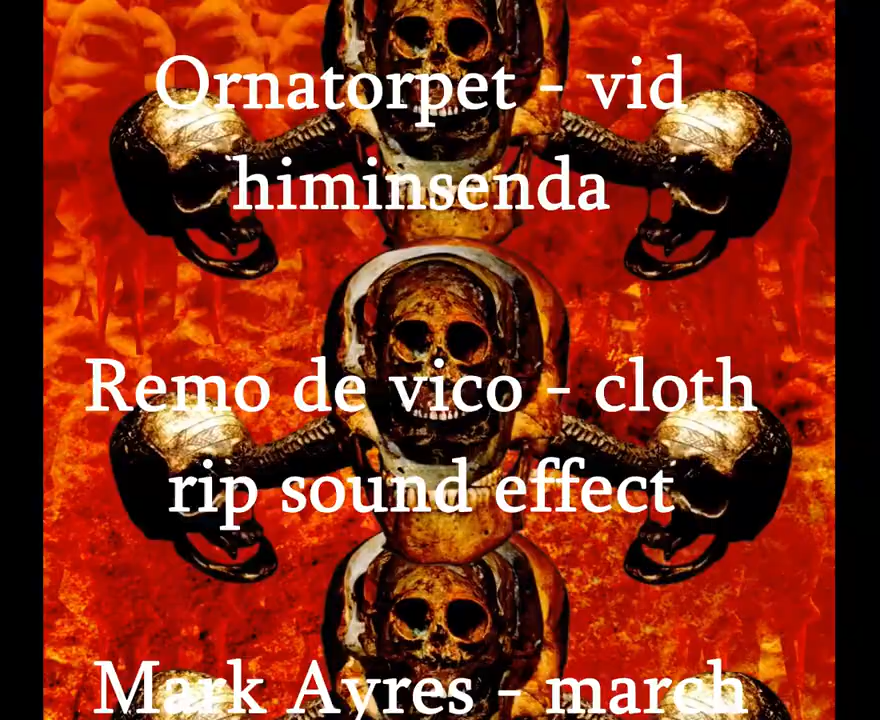 Ornatorpet - vid
himinsenda
Remo de vico - cloth
rip sound effect
Mark Ayres - march